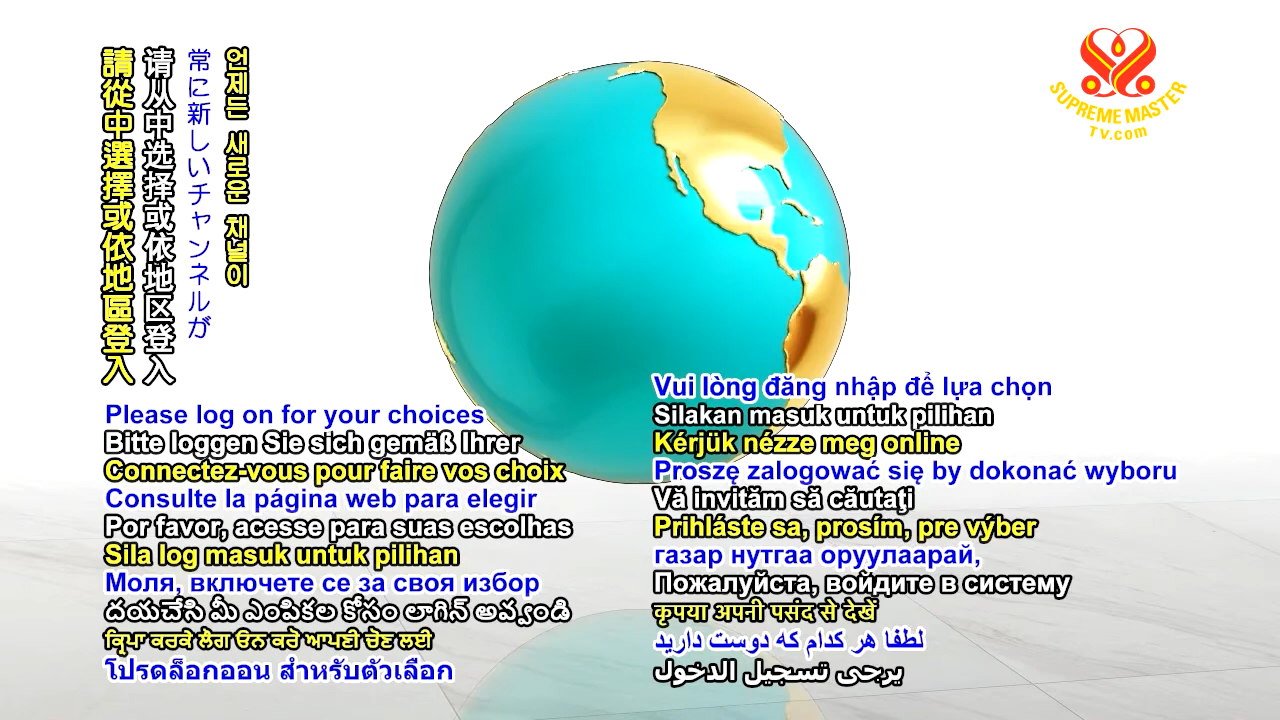 請從中選擇或依地區登入
请从中选择或依地区登入
常に新しいチャンネルが
언제든 새로운 채널이
SUPREME MASTER
TV.com
Please log on for your choices
Bitte loggen Sie sich gemäß Ihrer
Connectez-vous pour faire vos choix
Consulte la página web para elegir
Por favor, acesse para suas escolhas
Sila log masuk untuk pilihan
Моля, включете се за своя избор
దయచేసి మీ ఎంపికల కోసం లాగిన్ అవ్వండి
ਕ੍ਰਿਪਾ ਕਰਕੇ ਲੌਗ ਓਨ ਕਰੋ ਆਪਣੀ ਚੋਣ ਲਈ
โปรดล็อกออน สำหรับตัวเลือก
Vui lòng đăng nhập để lựa chọn
Silakan masuk untuk pilihan
Kérjük nézze meg online
Proszę zalogować się by dokonać wyboru
Vă invităm să căutaţi
Prihláste sa, prosím, pre výber
газар нутгаа оруулаарай,
Пожалуйста, войдите в систему
कृपया अपनी पसंद से देखें
لطفا هر کدام که دوست دارید
يرجى تسجيل الدخول